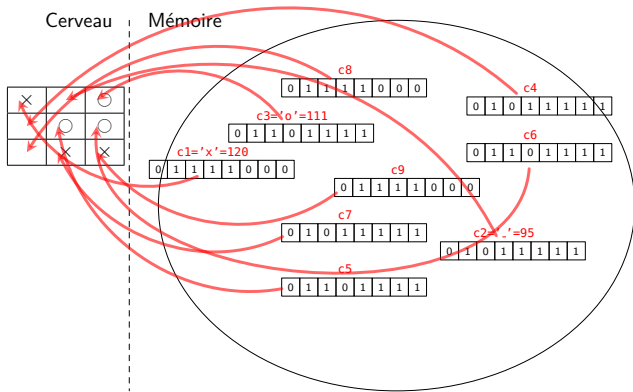 Cerveau
Mémoire
c8
0 1 1 1 1 0 0 0
c4
0 1 0 1 1 1 1 1
× ○
c3='o'=111
0 1 1 0 1 1 1 1
○ ○
c6
0 1 1 0 1 1 1 1
× ×
c1='x'=120
0 1 1 1 1 0 0 0
c9
0 1 1 1 1 0 0 0
c7
0 1 0 1 1 1 1 1
c2='_'=95
0 1 0 1 1 1 1 1
c5
0 1 1 0 1 1 1 1